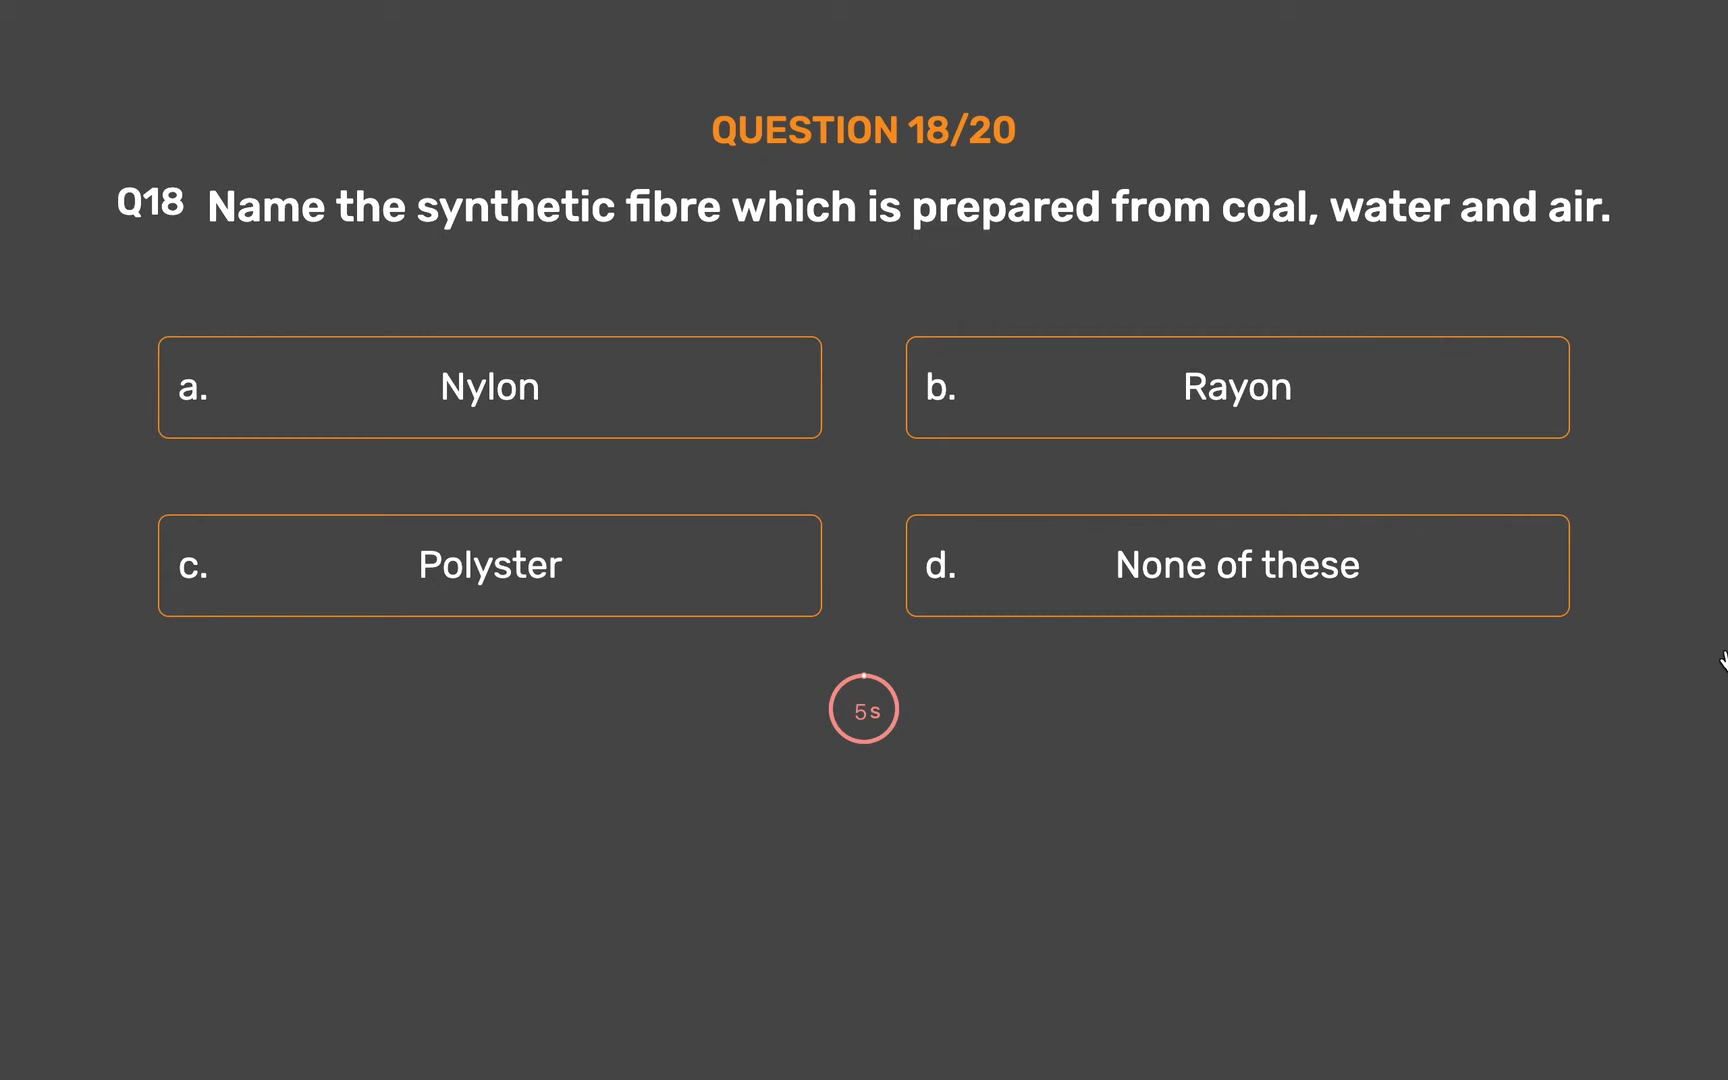 QUESTION 18/20
Q18 Name the synthetic fibre which is prepared from coal, water and air.
a. Nylon
b. Rayon
c. Polyster
d. None of these
5s